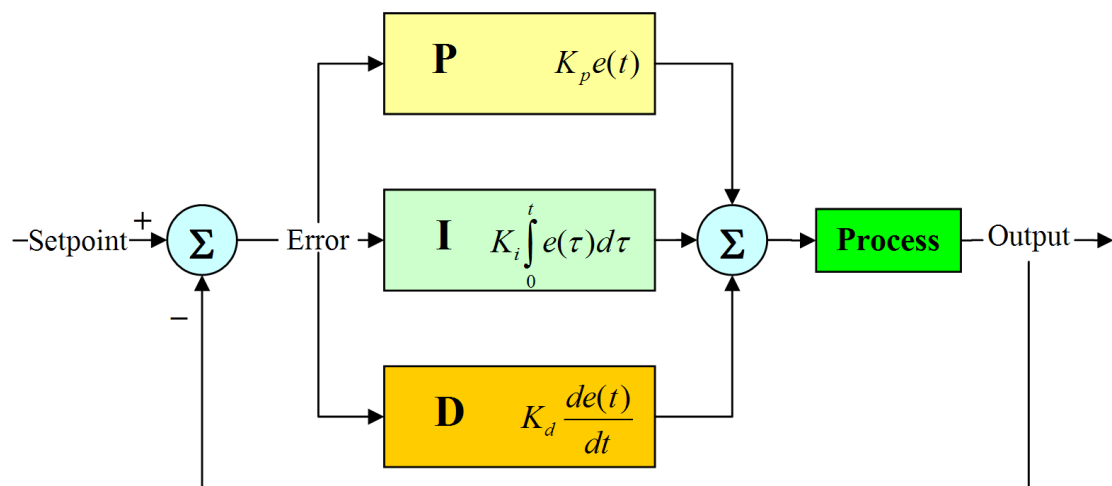 P K_p e(t)
Setpoint + Σ Error I K_i ∫_0^t e(τ)dτ Σ Process Output
−
D K_d de(t)/dt